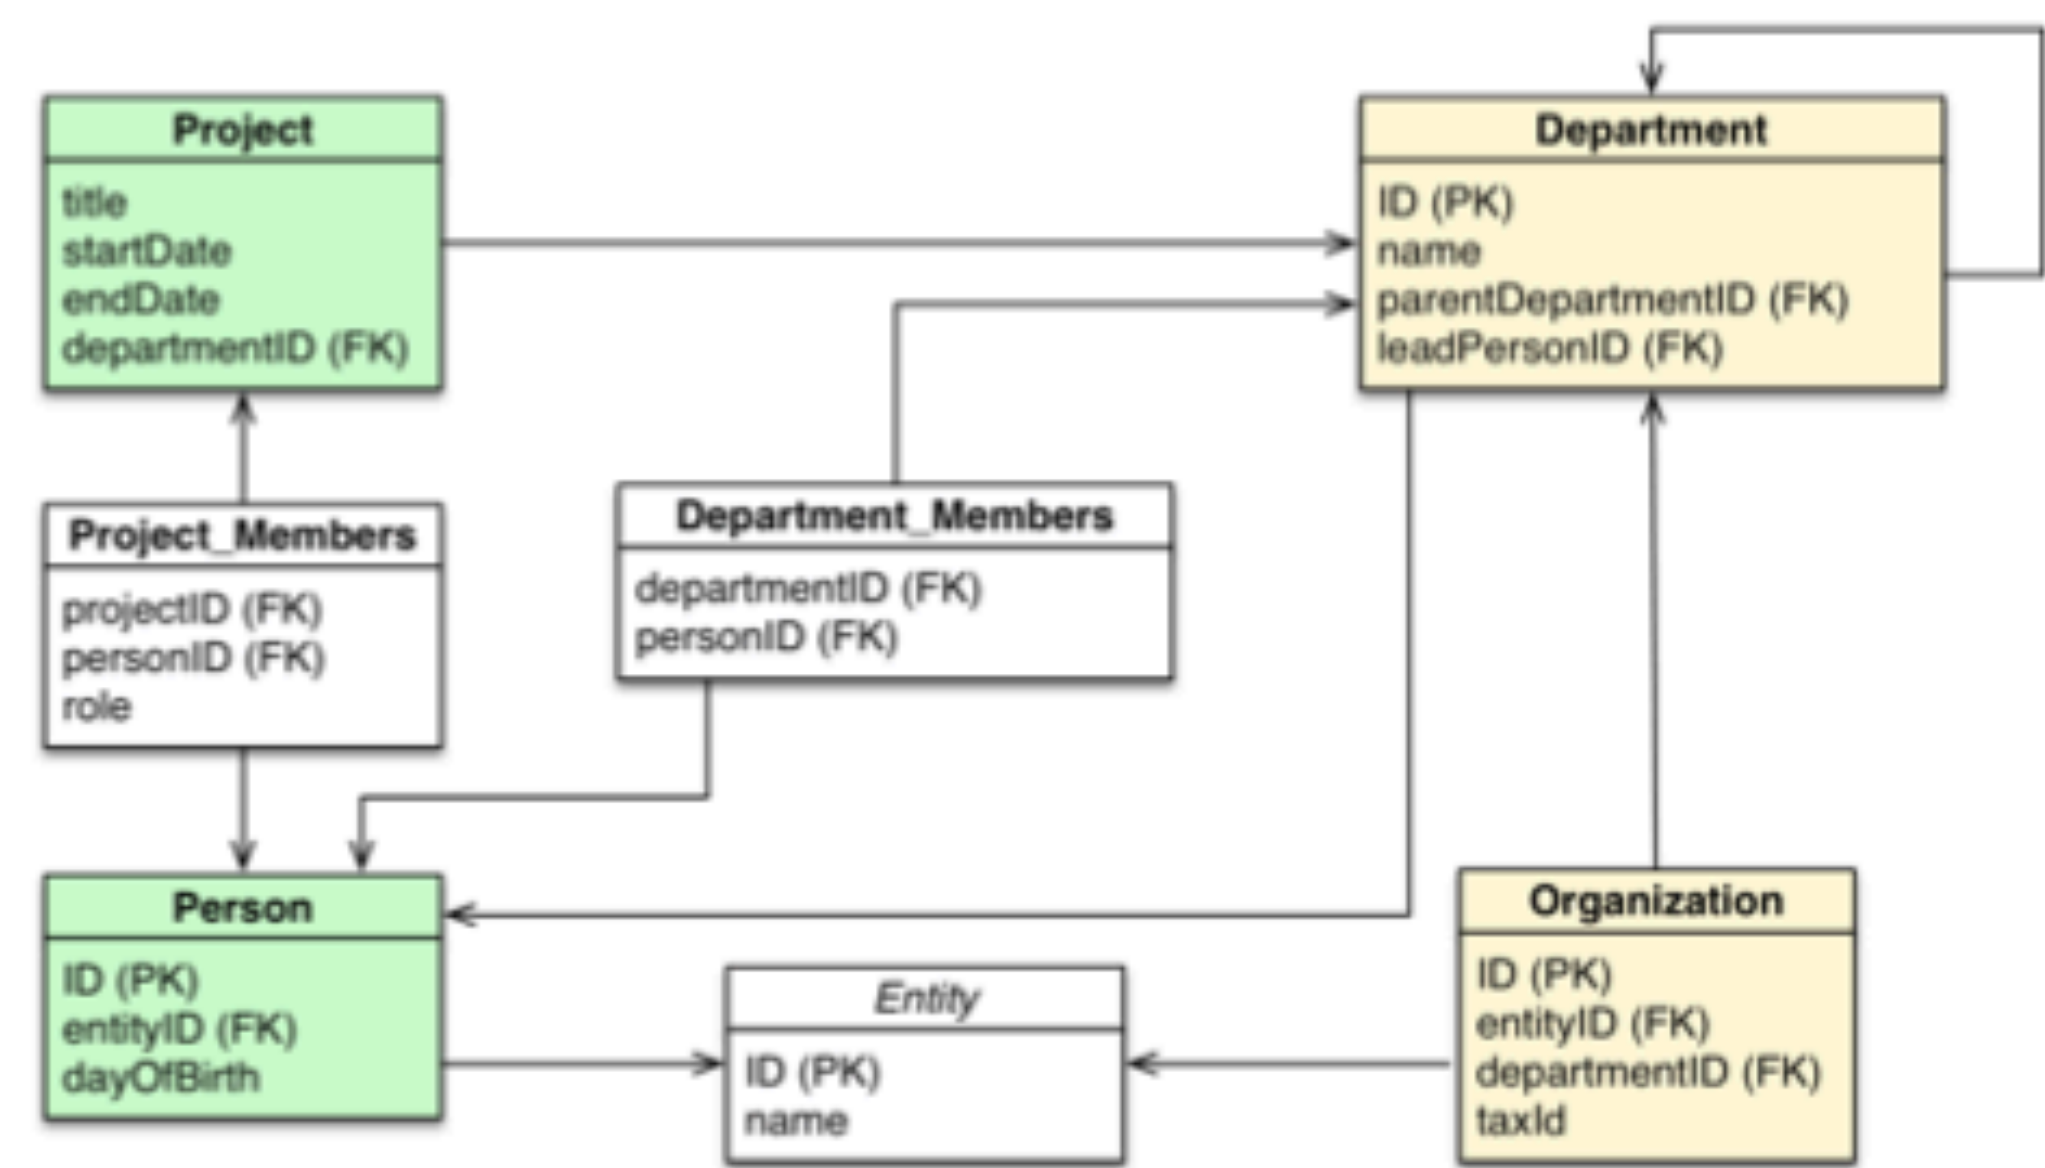 Project
title
startDate
endDate
departmentID (FK)
Department
ID (PK)
name
parentDepartmentID (FK)
leadPersonID (FK)
Project_Members
projectID (FK)
personID (FK)
role
Department_Members
departmentID (FK)
personID (FK)
Person
ID (PK)
entityID (FK)
dayOfBirth
Entity
ID (PK)
name
Organization
ID (PK)
entityID (FK)
departmentID (FK)
taxId